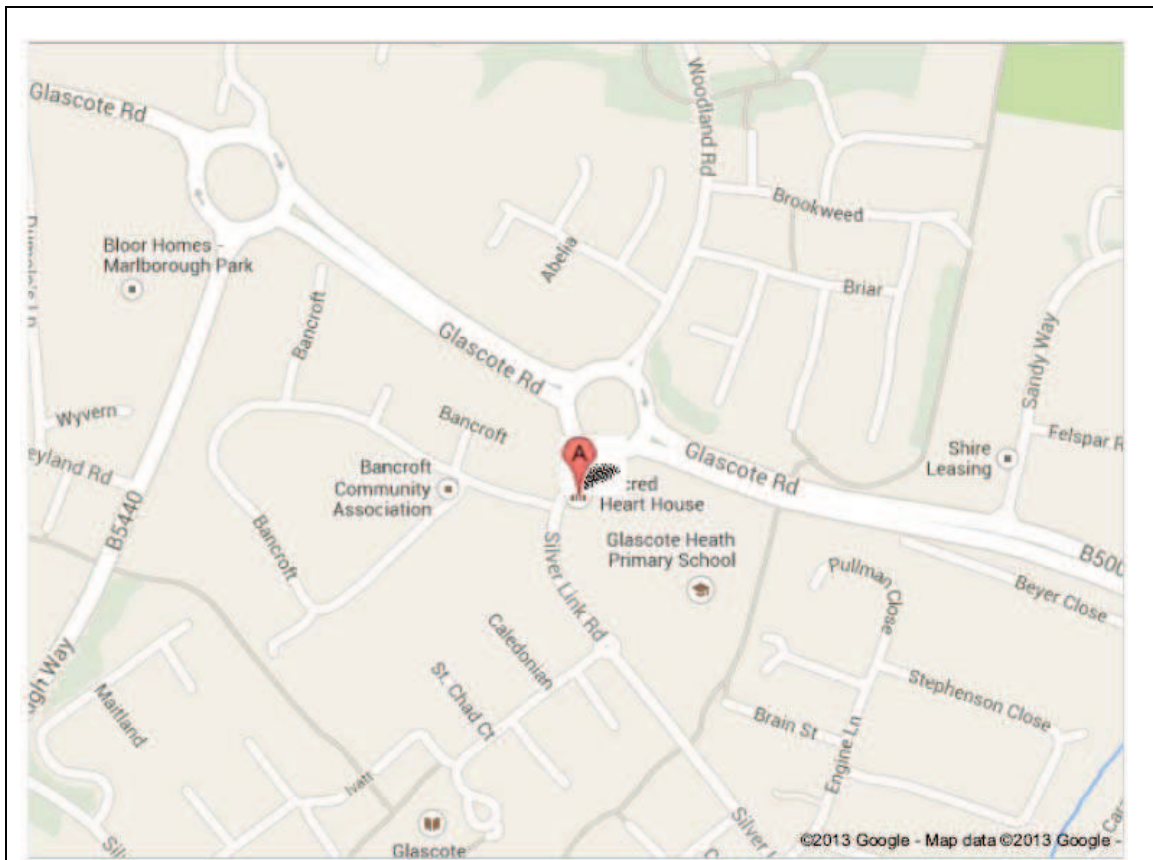 Glascote Rd
Woodland Rd
Brookweed
Bloor Homes -
Marlborough Park
Abelia
Briar
Bancroft
Glascote Rd
Sandy Way
Wyvern
Bancroft
Felspar R
eyland Rd
Bancroft
Community
Association
A
Glascote Rd
Shire
Leasing
cred
Heart House
B5440
Bancroft
Silver Link Rd
Glascote Heath
Primary School
Pullman Close
B500
Beyer Close
Caledonian
St. Chad Ct
Maitland
Stephenson Close
Brain St
Engine Ln
Ivatt
Silver
Glascote
©2013 Google - Map data ©2013 Google -